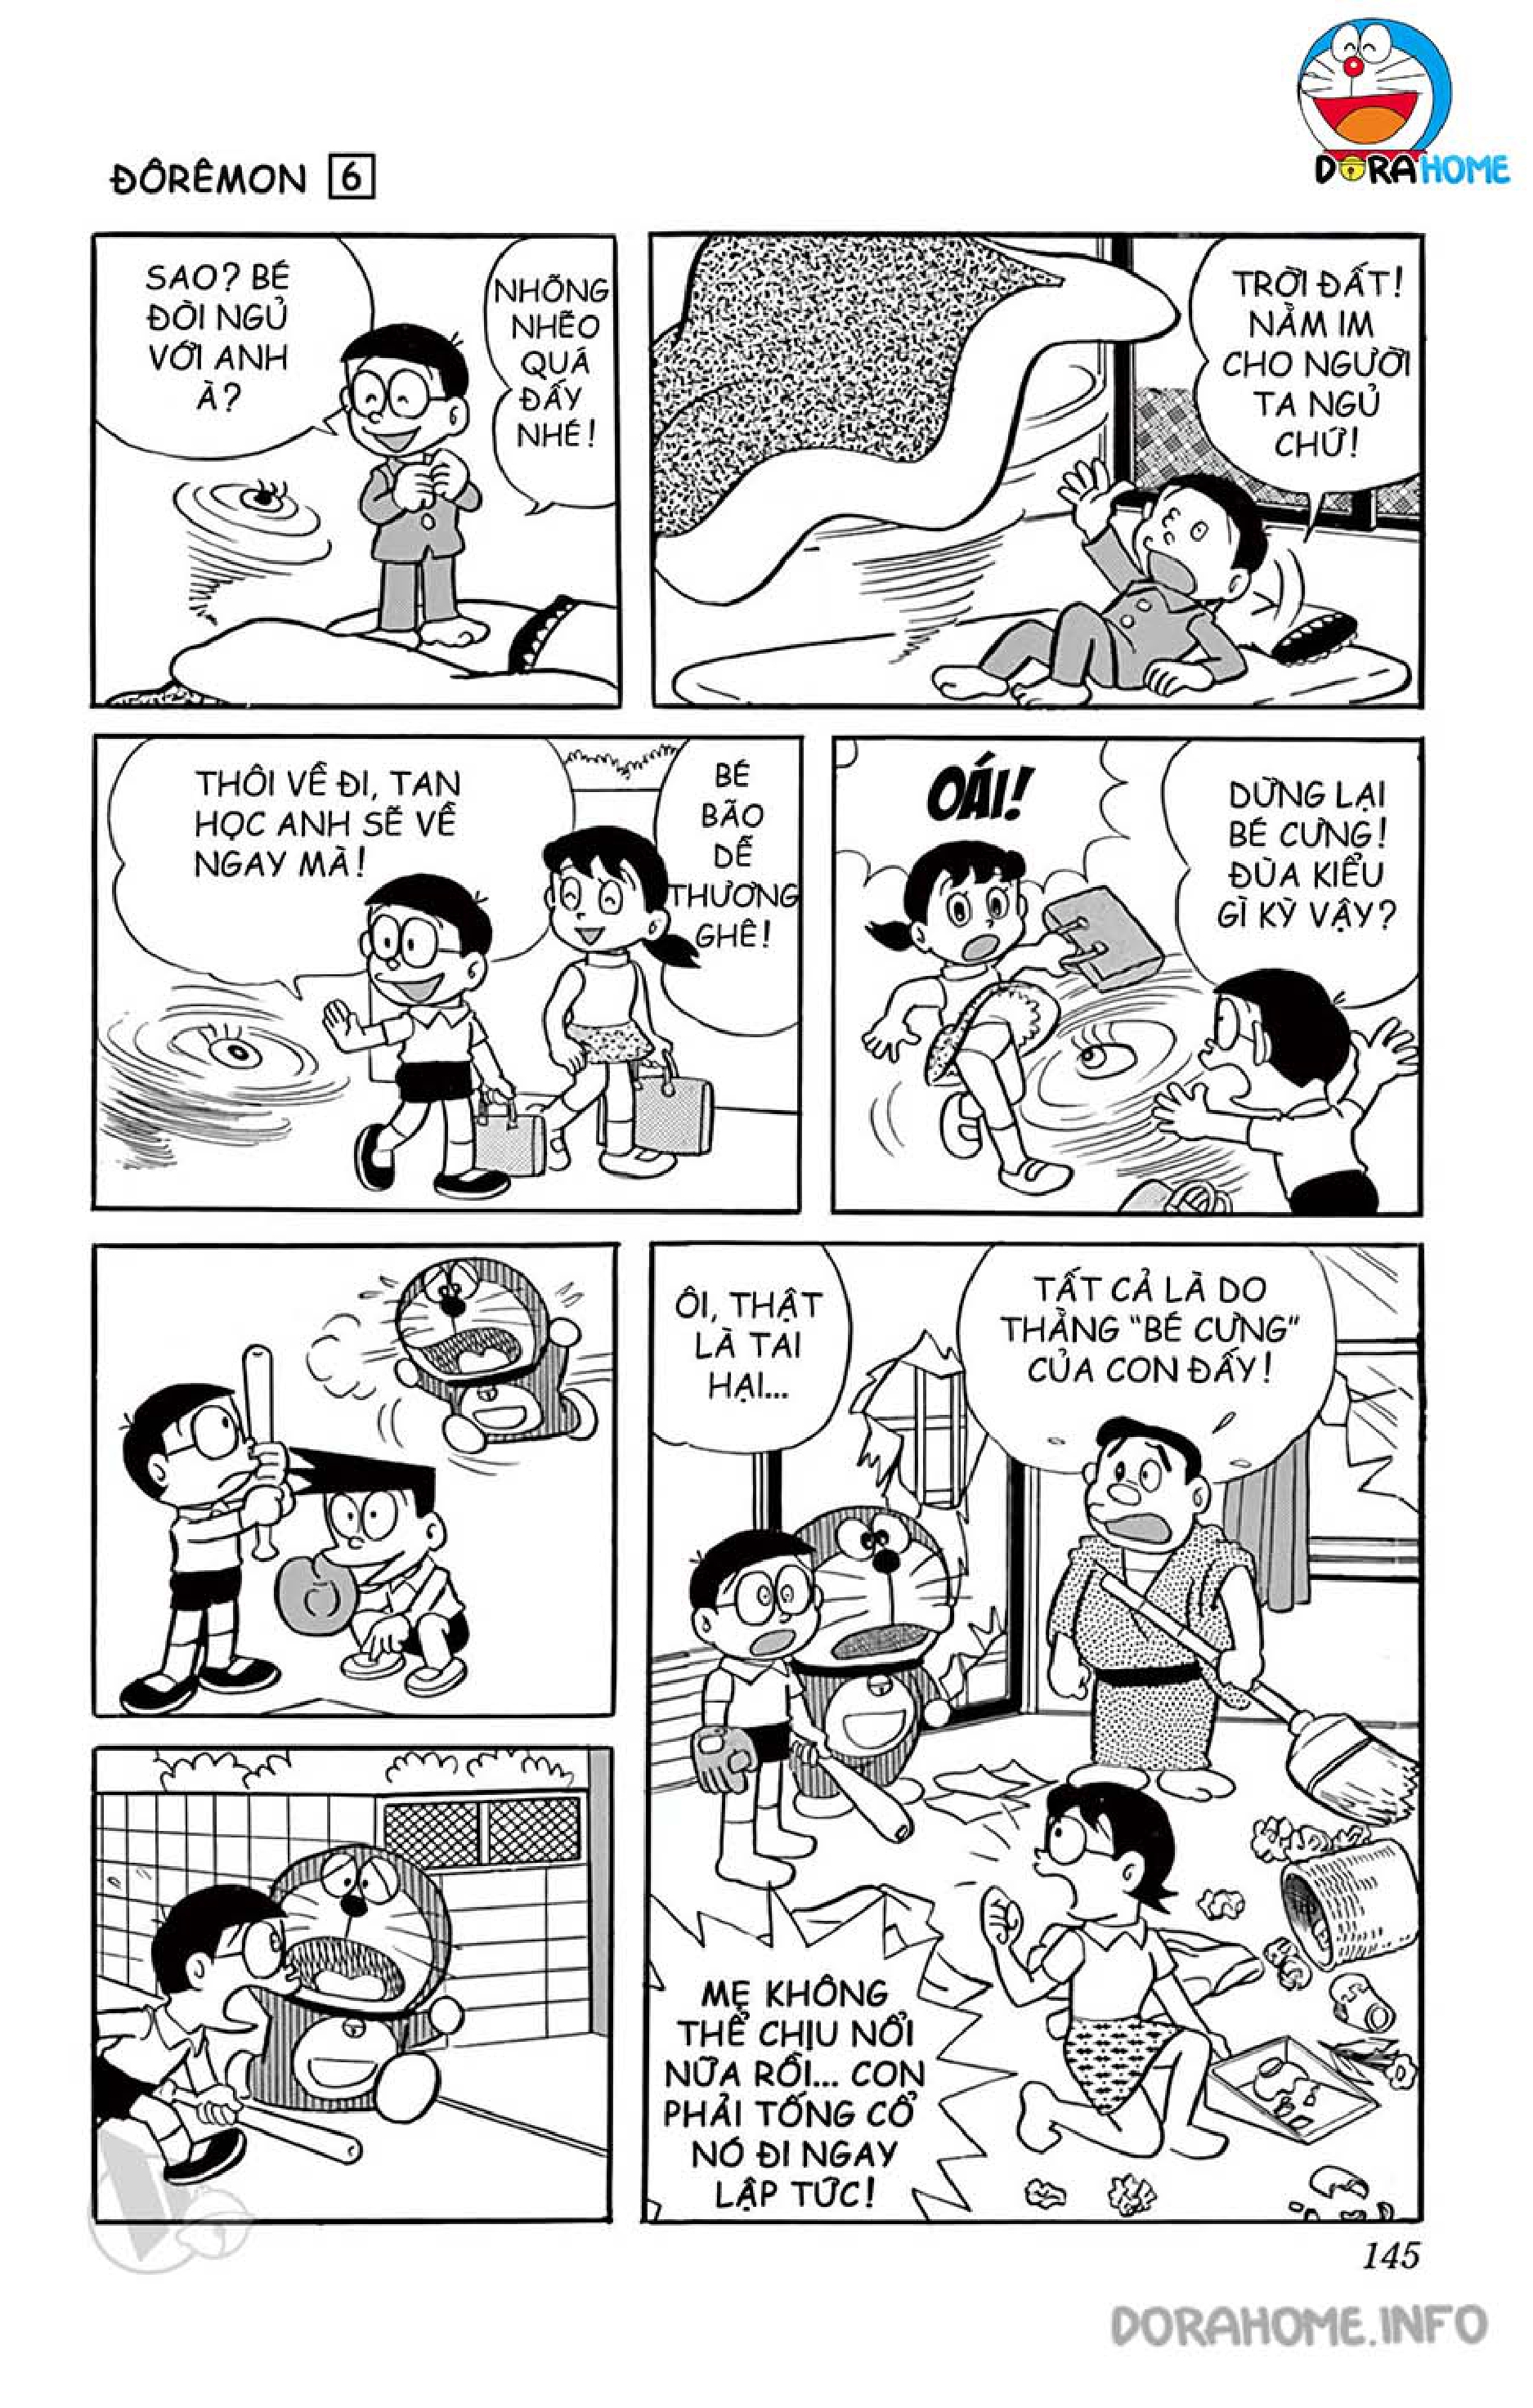 DORAHOME
ĐÔRÊMON 6
SAO? BÉ
ĐÒI NGỦ
VỚI ANH
À?
NHÕNG
NHẼO
QUÁ
ĐẤY
NHÉ!
TRỜI ĐẤT!
NẰM IM
CHO NGƯỜI
TA NGỦ
CHỨ!
THÔI VỀ ĐI, TAN
HỌC ANH SẼ VỀ
NGAY MÀ!
BÉ
BÃO
DỄ
THƯƠNG
GHÊ!
OÁI!
DỪNG LẠI
BÉ CƯNG!
ĐÙA KIỂU
GÌ KỲ VẬY?
ÔI, THẬT
LÀ TAI
HẠI...
TẤT CẢ LÀ DO
THẰNG "BÉ CƯNG"
CỦA CON ĐẤY!
MẸ KHÔNG
THỂ CHỊU NỔI
NỮA RỒI... CON
PHẢI TỐNG CỔ
NÓ ĐI NGAY
LẬP TỨC!
145
DORAHOME.INFO